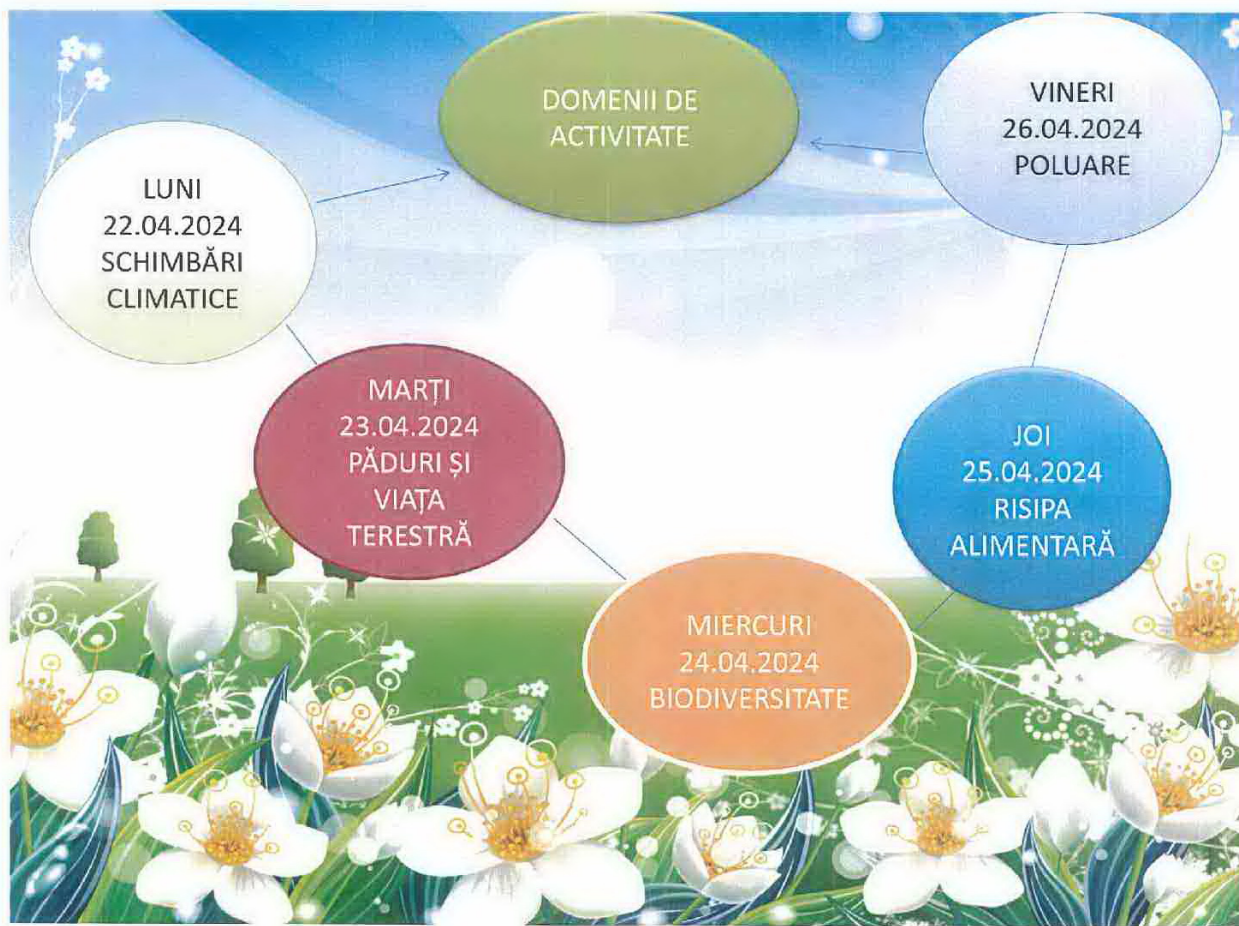 DOMENII DE
ACTIVITATE
LUNI
22.04.2024
SCHIMBĂRI
CLIMATICE
MARȚI
23.04.2024
PĂDURI ȘI
VIAȚA
TERESTRĂ
MIERCURI
24.04.2024
BIODIVERSITATE
JOI
25.04.2024
RISIPA
ALIMENTARĂ
VINERI
26.04.2024
POLUARE